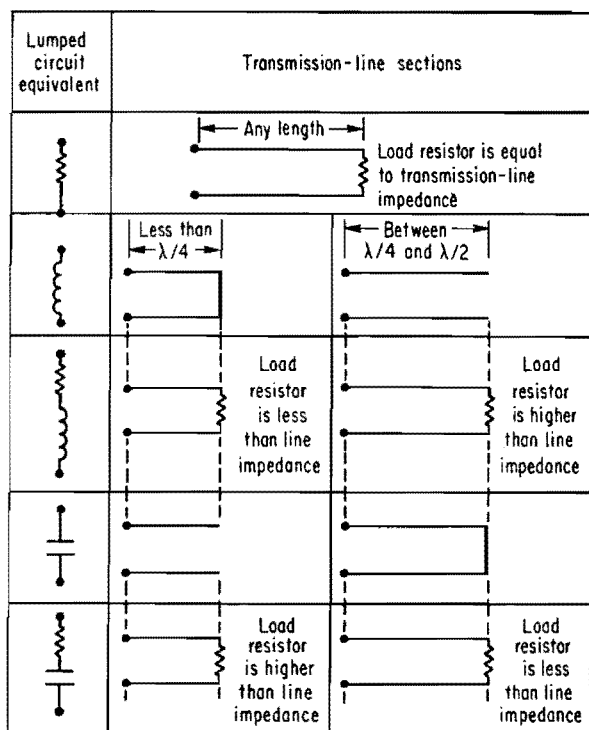 Lumped
circuit
equivalent
Transmission-line sections
Any length
Load resistor is equal
to transmission-line
impedance
Less than
λ/4
Between
λ/4 and λ/2
Load
resistor
is less
than line
impedance
Load
resistor
is higher
than line
impedance
Load
resistor
is higher
than line
impedance
Load
resistor
is less
than line
impedance